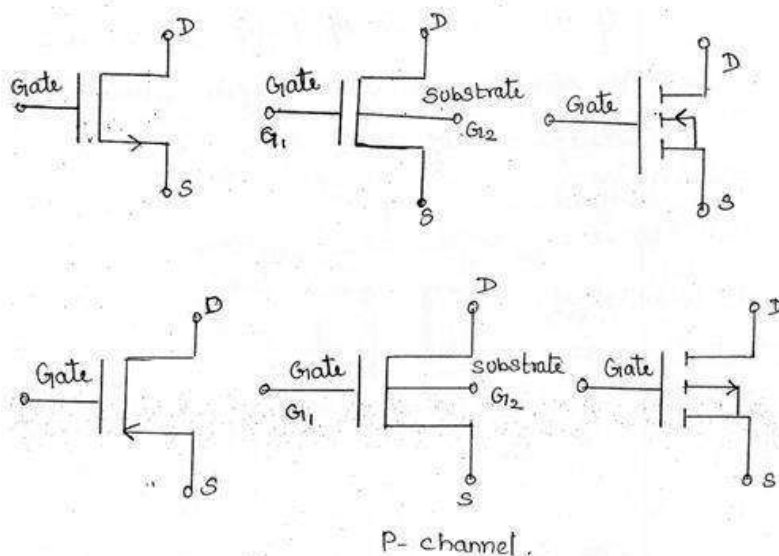 D
Gate
S
D
Gate
G1
Substrate
G2
S
D
Gate
S
D
Gate
S
D
Gate
G1
Substrate
G2
S
D
Gate
S
P- channel.